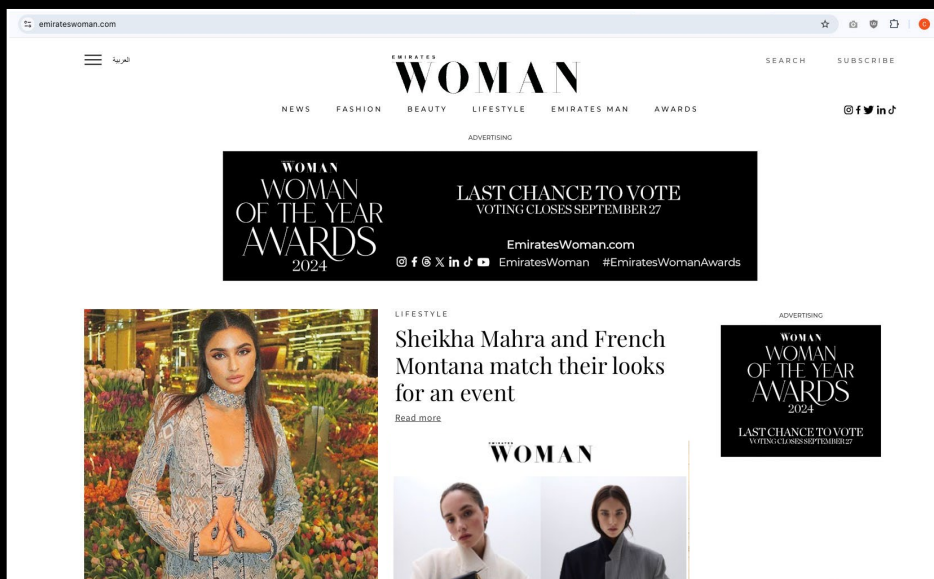 emirateswoman.com
العربية
EMIRATES
WOMAN
SEARCH SUBSCRIBE
NEWS FASHION BEAUTY LIFESTYLE EMIRATES MAN AWARDS
ADVERTISING
WOMAN
WOMAN
OF THE YEAR
AWARDS
2024
LAST CHANCE TO VOTE
VOTING CLOSES SEPTEMBER 27
EmiratesWoman.com
EmiratesWoman #EmiratesWomanAwards
LIFESTYLE
Sheikha Mahra and French
Montana match their looks
for an event
Read more
EMIRATES
WOMAN
ADVERTISING
WOMAN
WOMAN
OF THE YEAR
AWARDS
2024
LAST CHANCE TO VOTE
VOTING CLOSES SEPTEMBER 27